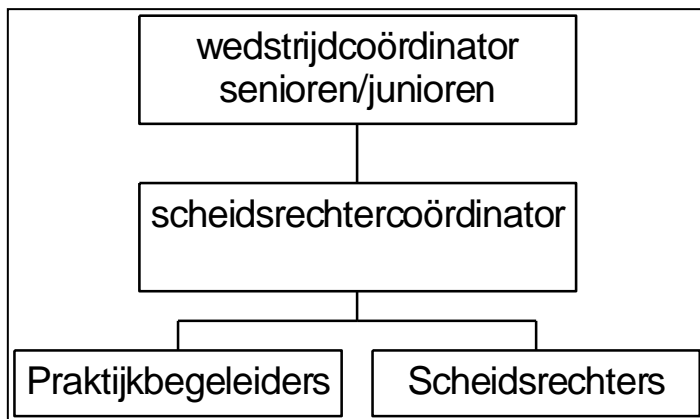 wedstrijdcoördinator
senioren/junioren
scheidsrechtercoördinator
Praktijkbegeleiders
Scheidsrechters